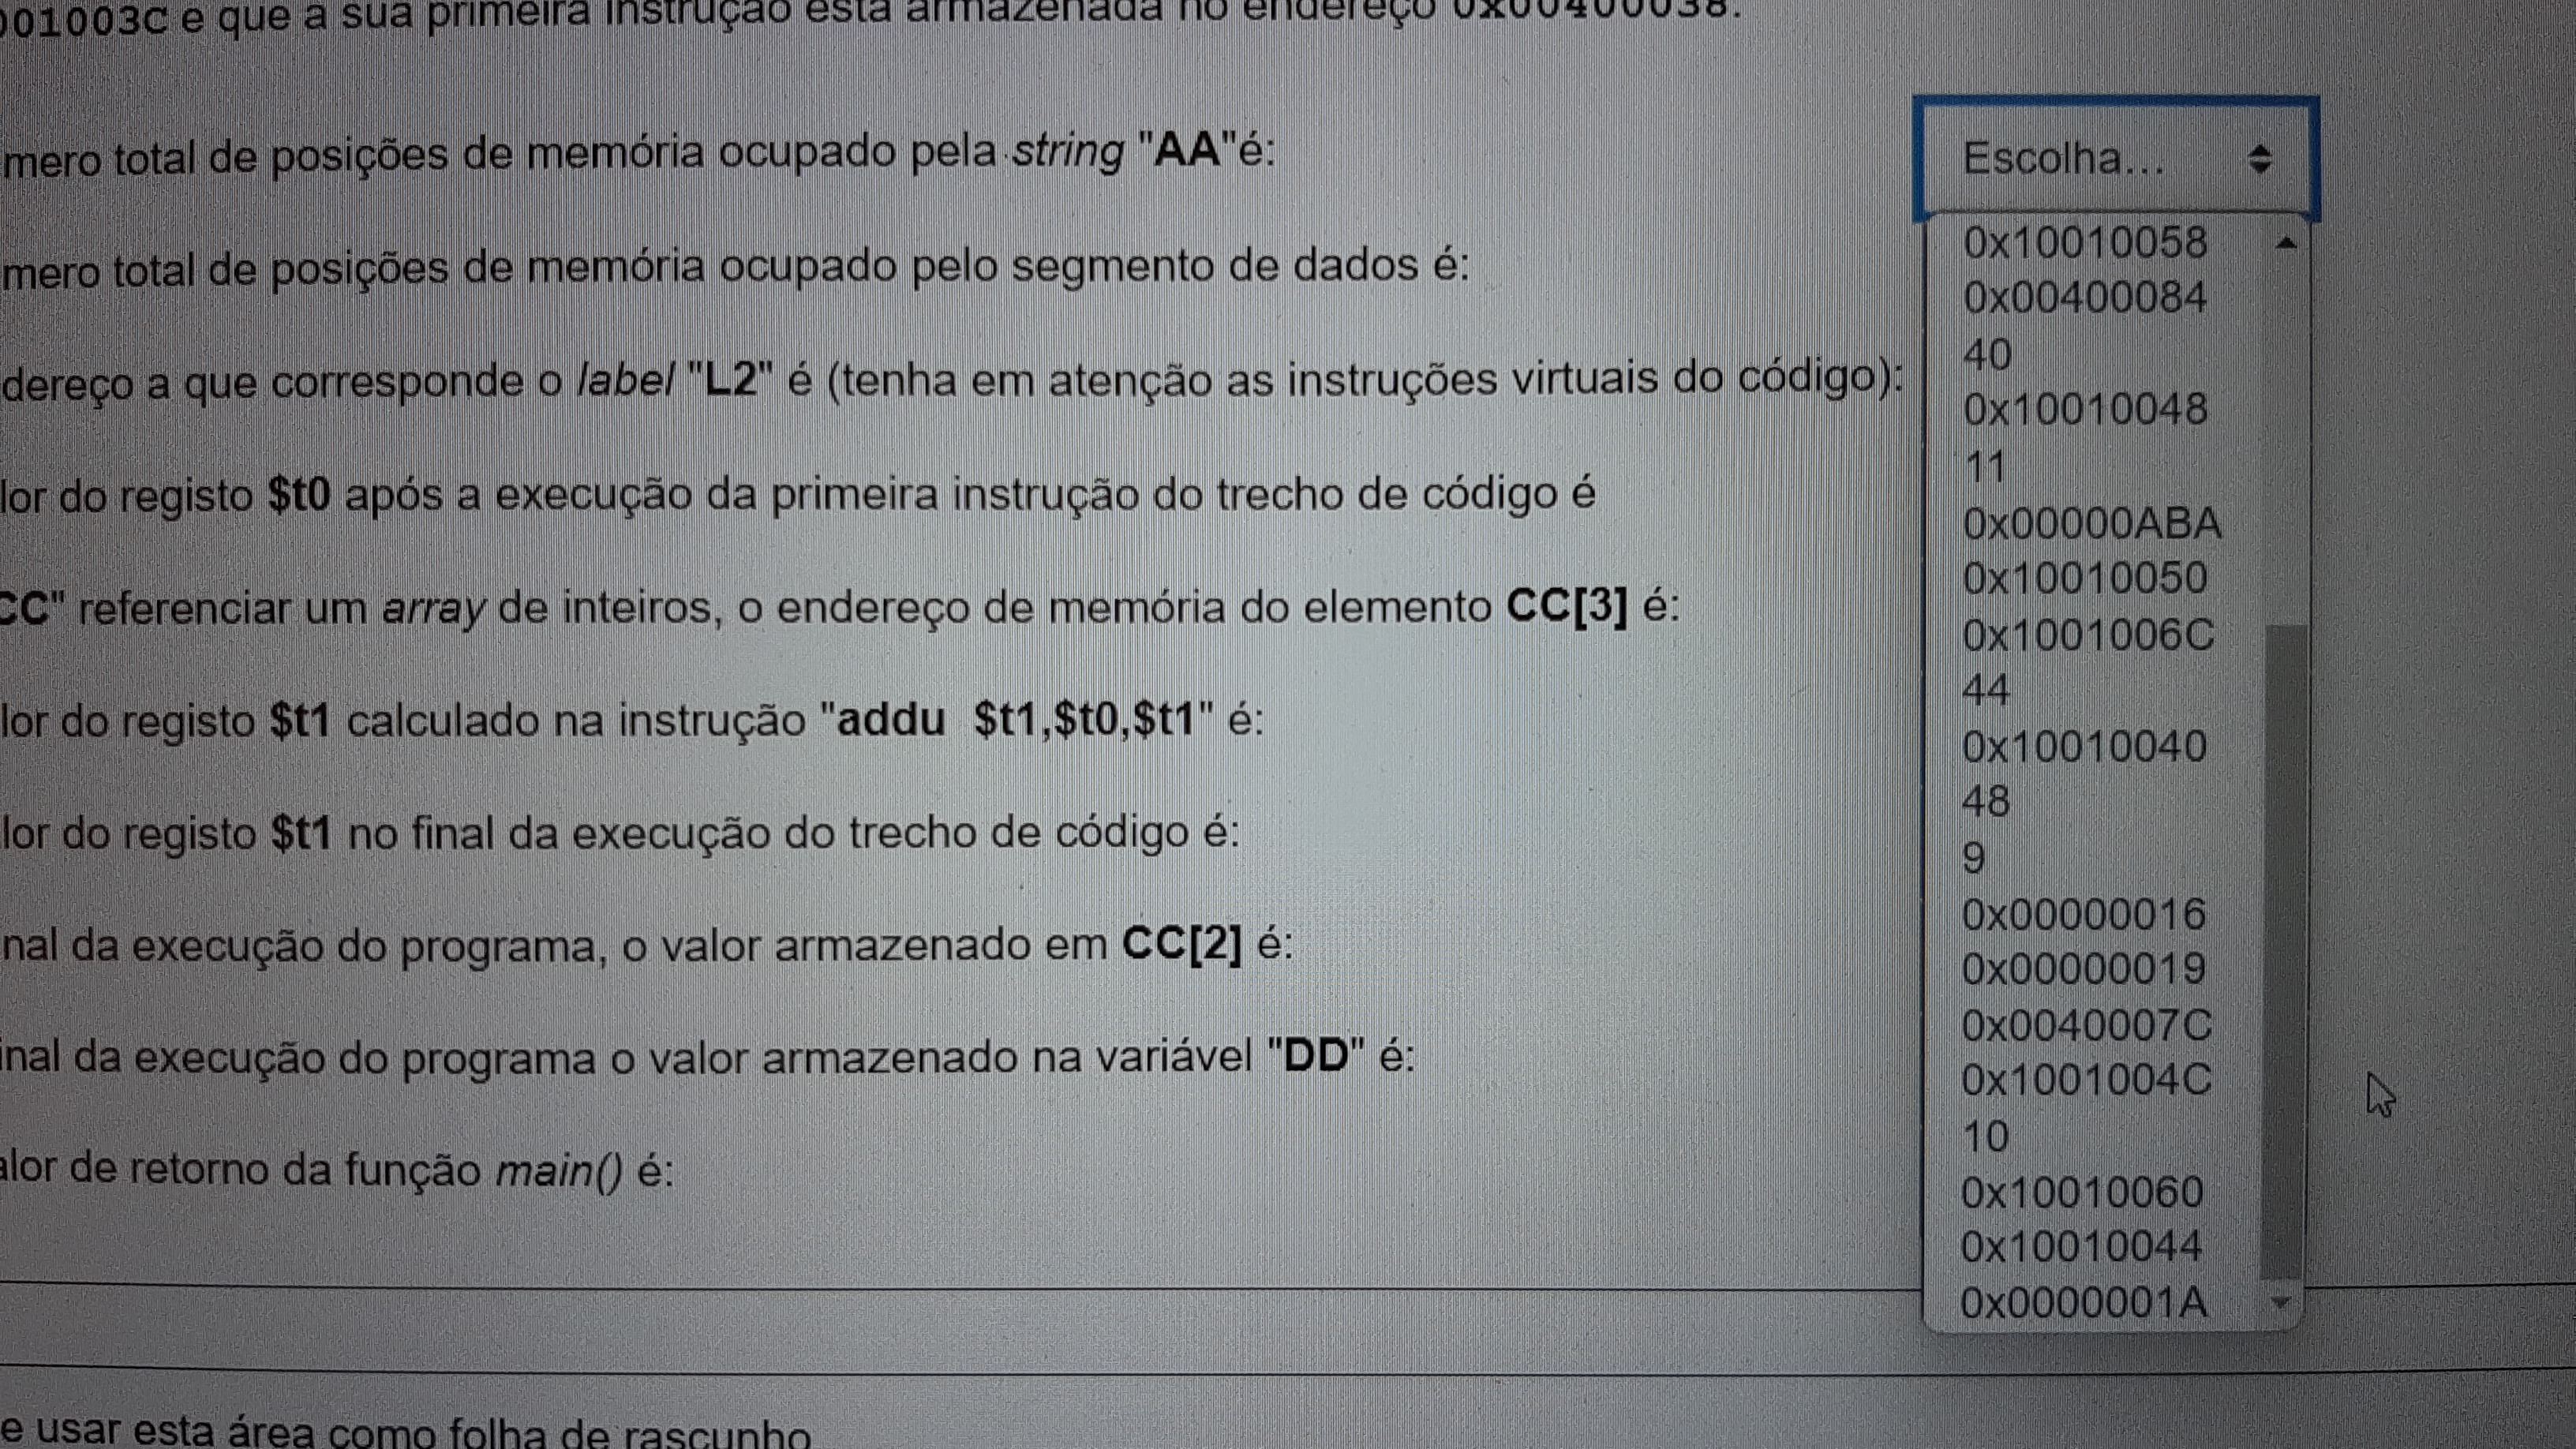 001003C e que a sua primeira instrução está armazenada no endereço 0x00400038.
mero total de posições de memória ocupado pela string "AA"é:
Escolha...
mero total de posições de memória ocupado pelo segmento de dados é:
dereço a que corresponde o label "L2" é (tenha em atenção as instruções virtuais do código):
lor do registo $t0 após a execução da primeira instrução do trecho de código é
CC" referenciar um array de inteiros, o endereço de memória do elemento CC[3] é:
lor do registo $t1 calculado na instrução "addu $t1,$t0,$t1" é:
lor do registo $t1 no final da execução do trecho de código é:
nal da execução do programa, o valor armazenado em CC[2] é:
inal da execução do programa o valor armazenado na variável "DD" é:
alor de retorno da função main() é:
0x10010058
0x00400084
40
0x10010048
11
0x00000ABA
0x10010050
0x1001006C
44
0x10010040
48
9
0x00000016
0x00000019
0x0040007C
0x1001004C
10
0x10010060
0x10010044
0x0000001A
e usar esta área como folha de rascunho